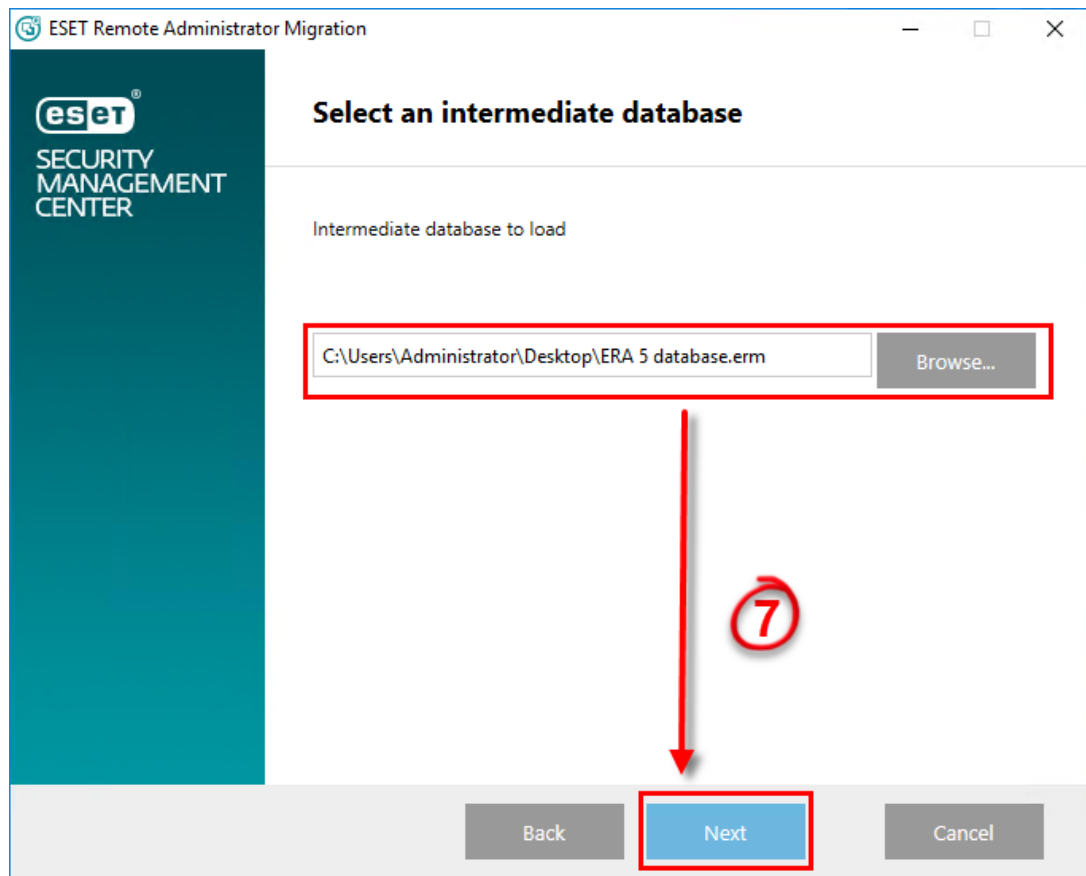 ESET Remote Administrator Migration
eset®
SECURITY
MANAGEMENT
CENTER
Select an intermediate database
Intermediate database to load
C:\Users\Administrator\Desktop\ERA 5 database.erm
Browse...
7
Back
Next
Cancel